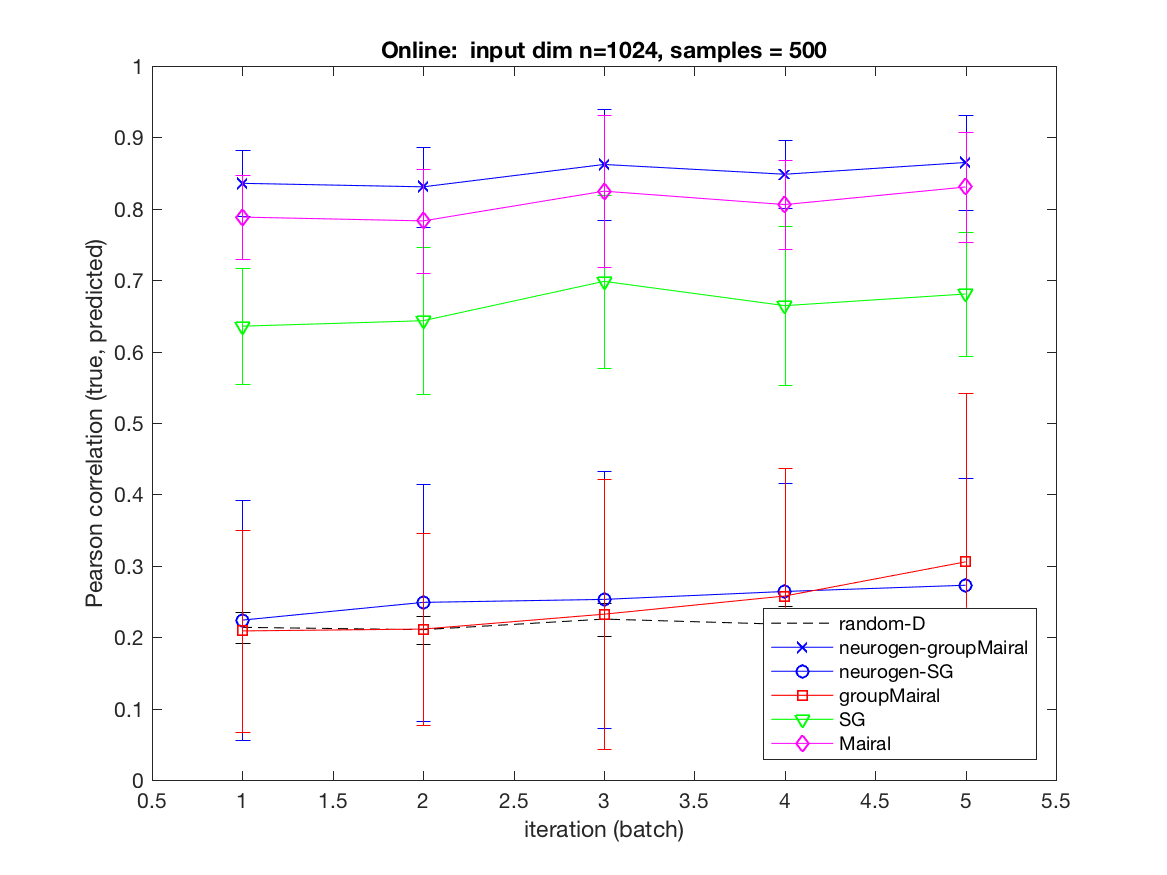 Online:  input dim n=1024, samples = 500
1
0.9
0.8
0.7
0.6
0.5
0.4
0.3
0.2
0.1
0
Pearson correlation (true, predicted)
random-D
neurogen-groupMairal
neurogen-SG
groupMairal
SG
Mairal
0.5 1 1.5 2 2.5 3 3.5 4 4.5 5 5.5
iteration (batch)